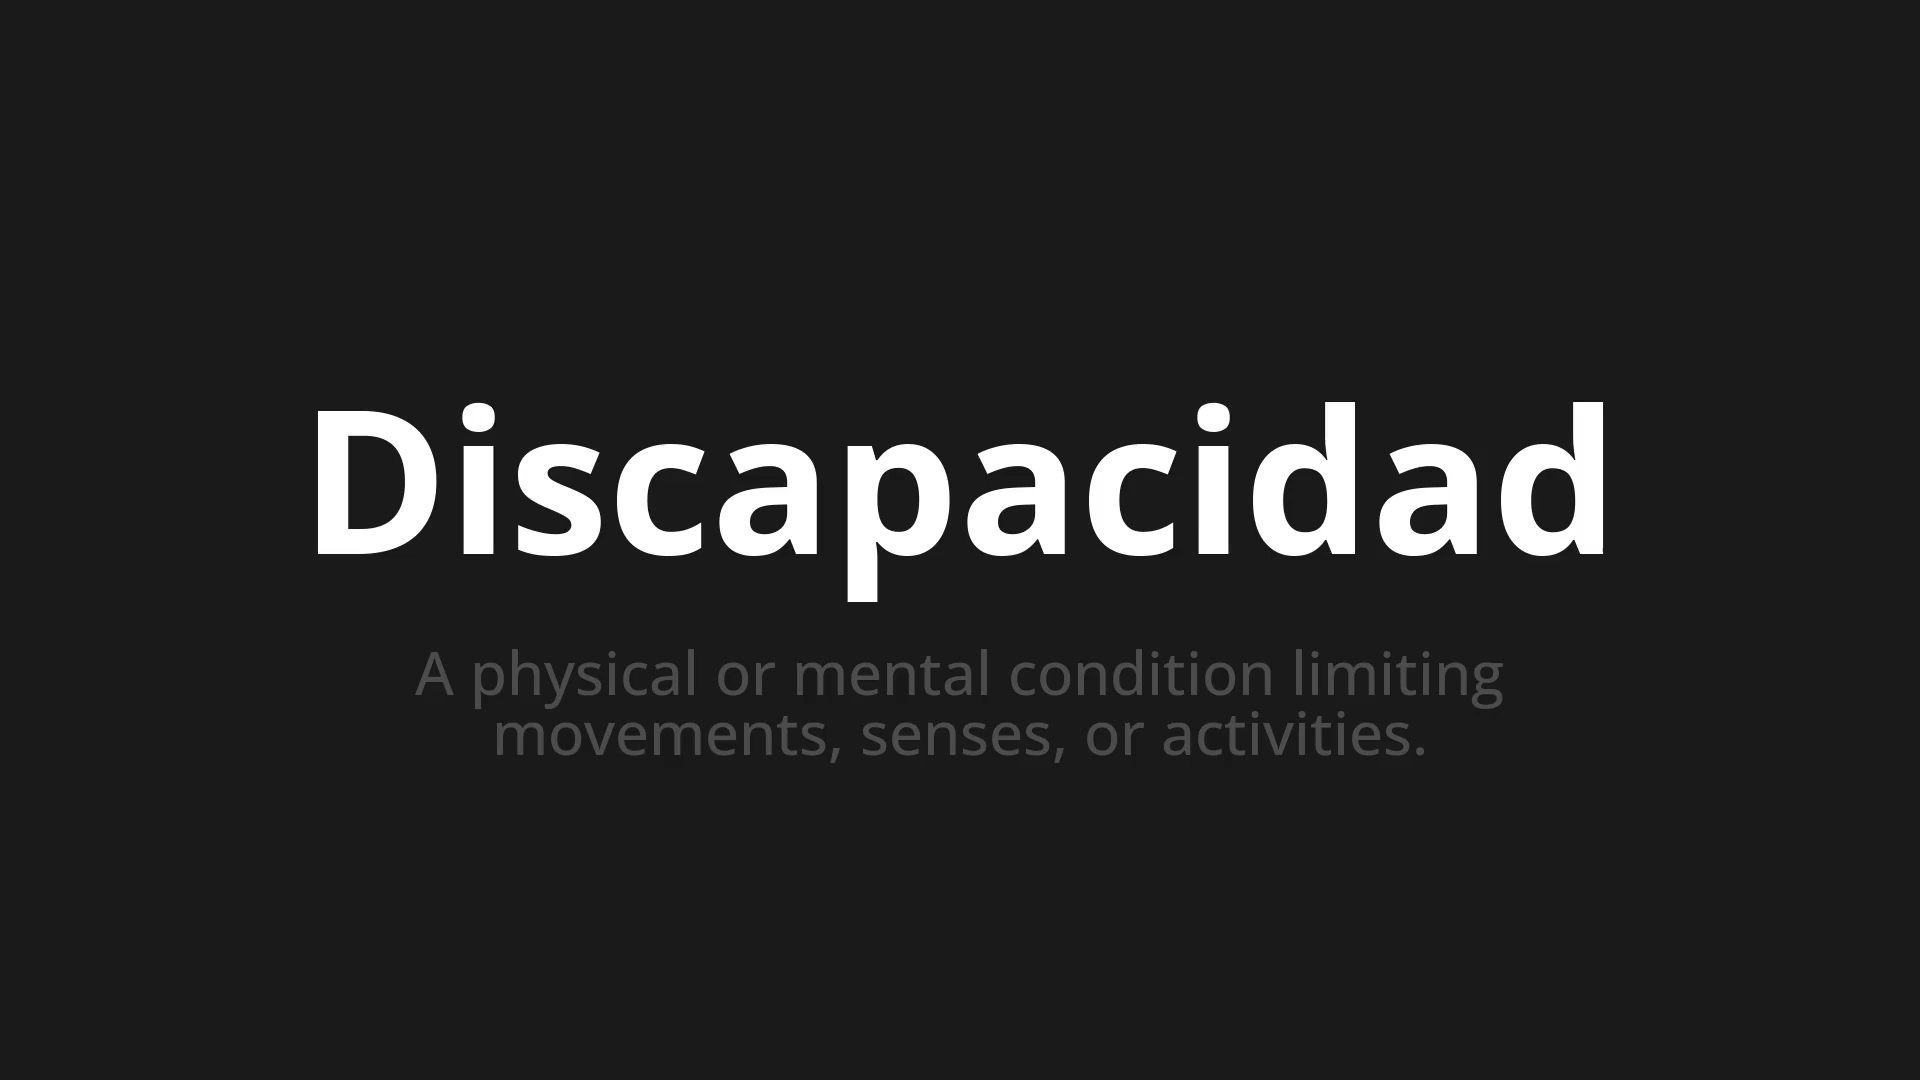 Discapacidad
A physical or mental condition limiting
movements, senses, or activities.